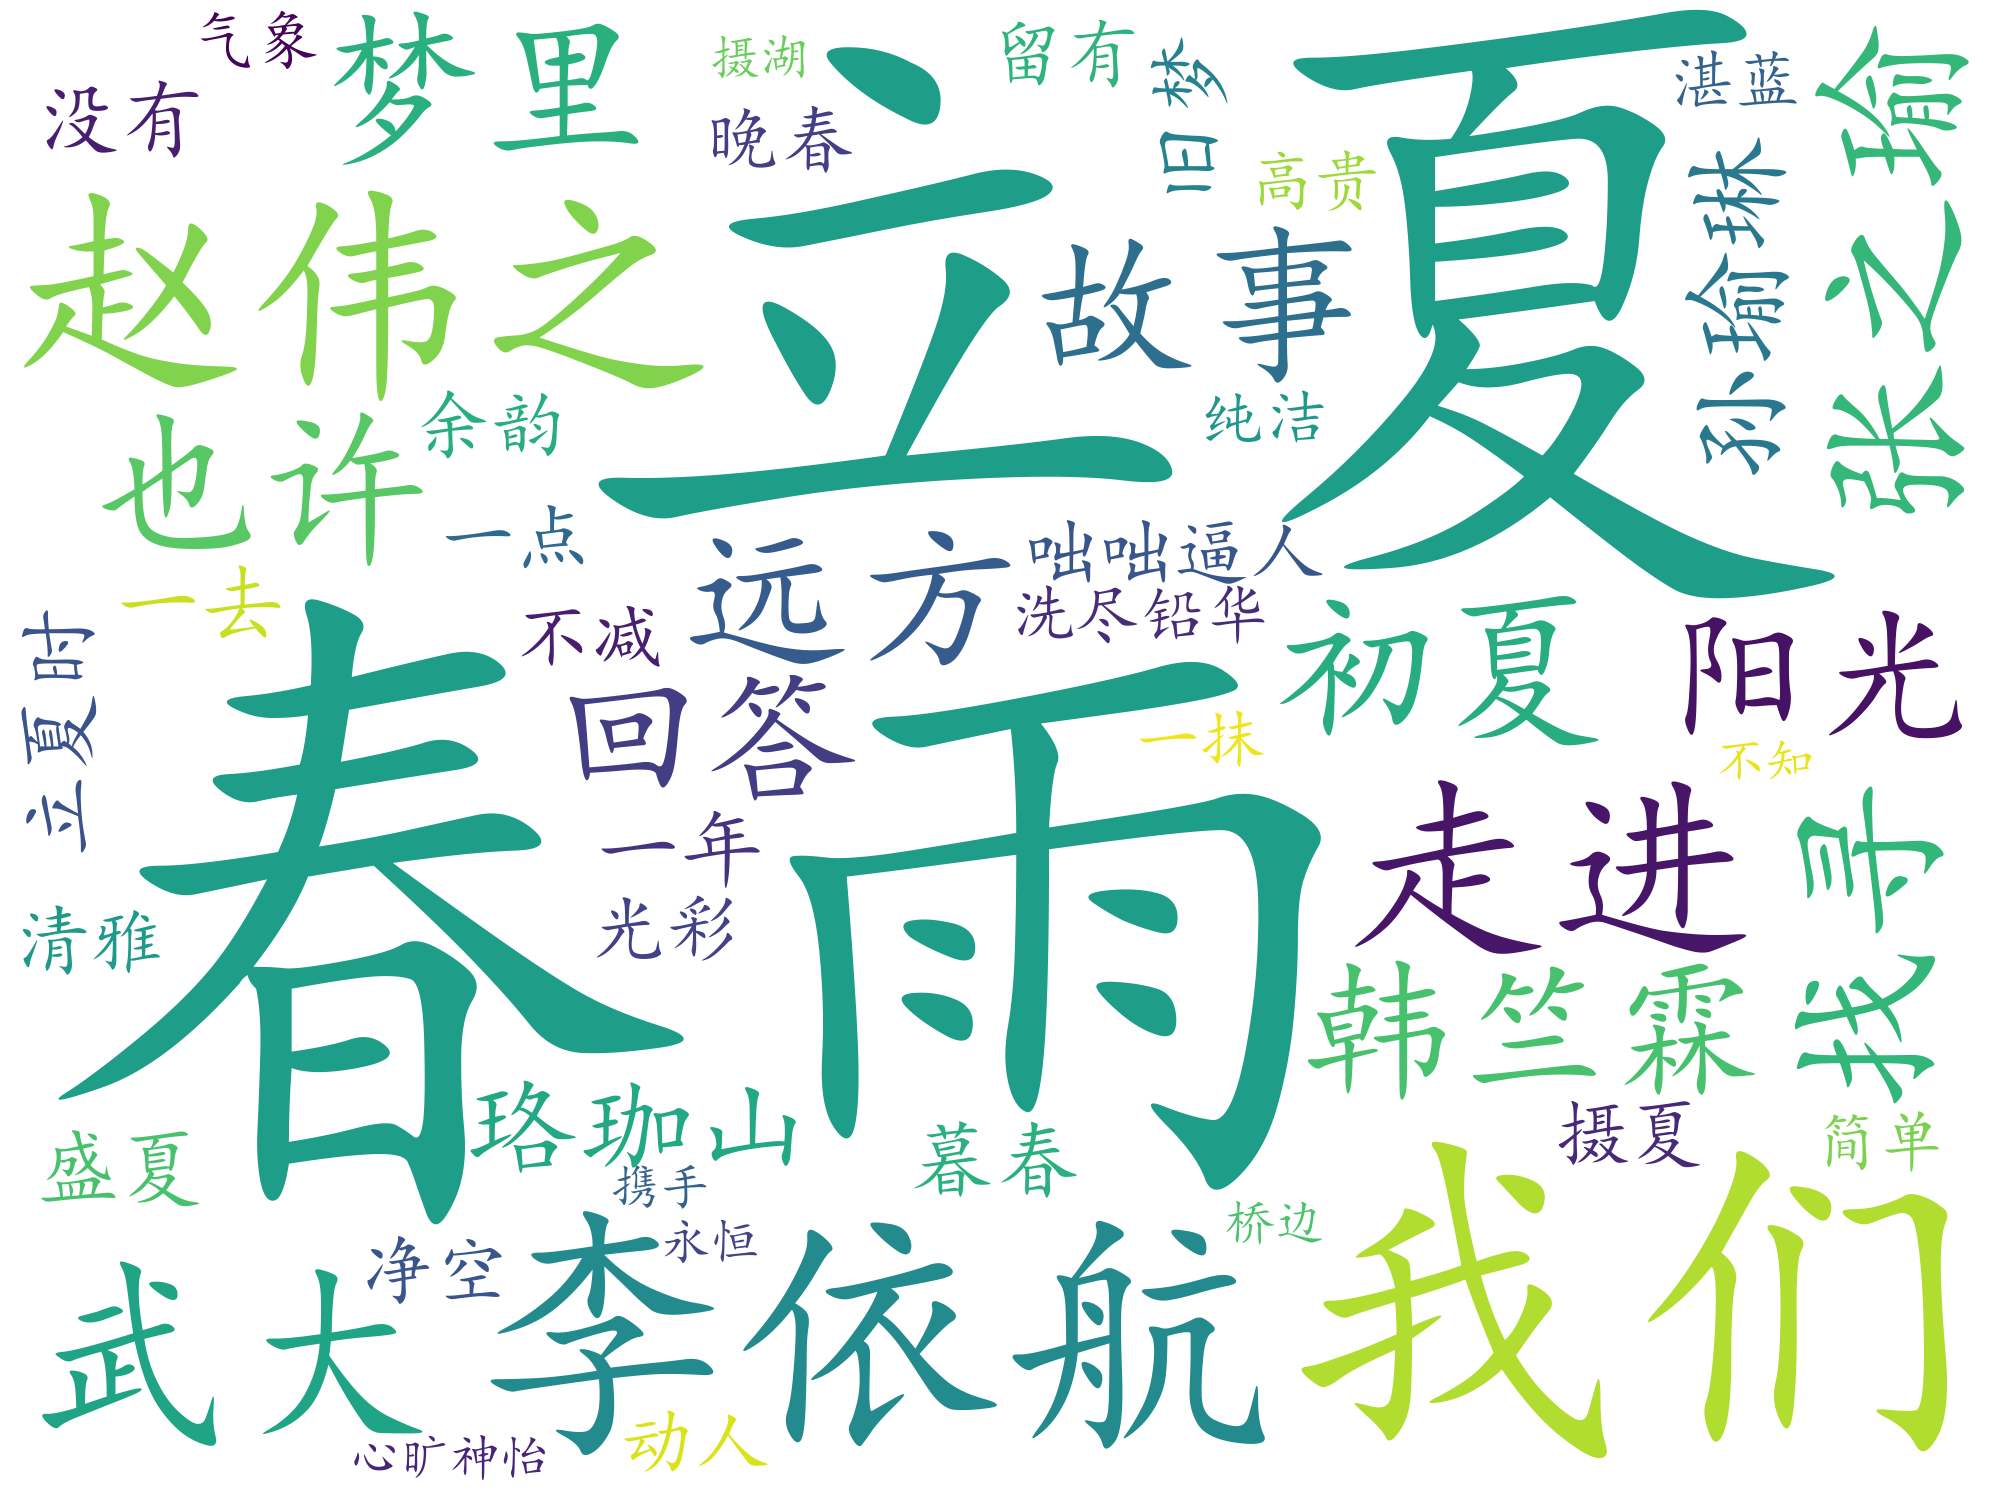 气象
梦里
摄湖
留有
旧梦
立夏
湛蓝
张之瑜
没有
晚春
高贵
孙瑜琳
赵伟之
故事
也许
余韵
纯洁
一点
远方
咄咄逼人
一去
不减
洗尽铅华
初夏
阳光
立夏时
春雨
回答
一抹
不知
一年
走进
我寻
清雅
光彩
韩竺霖
盛夏
珞珈山
暮春
摄夏
简单
携手
永恒
桥边
净空
武大
李依航
我们
心旷神怡
动人